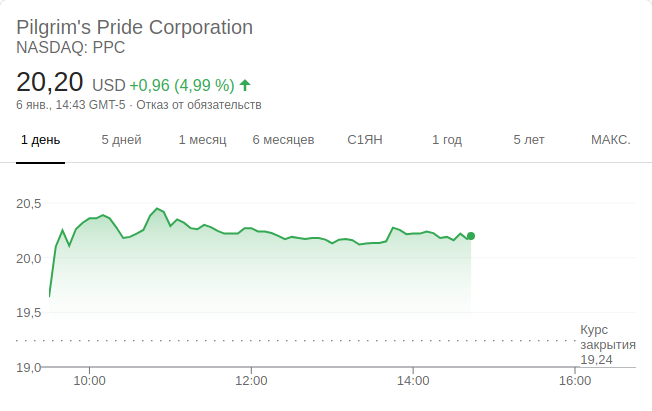 Pilgrim's Pride Corporation
NASDAQ: PPC
20,20 USD +0,96 (4,99 %)
6 янв., 14:43 GMT-5 · Отказ от обязательств
1 день 5 дней 1 месяц 6 месяцев С1ЯН 1 год 5 лет МАКС.
20,5
20,0
19,5
Курс
закрытия
19,24
19,0
10:00 12:00 14:00 16:00